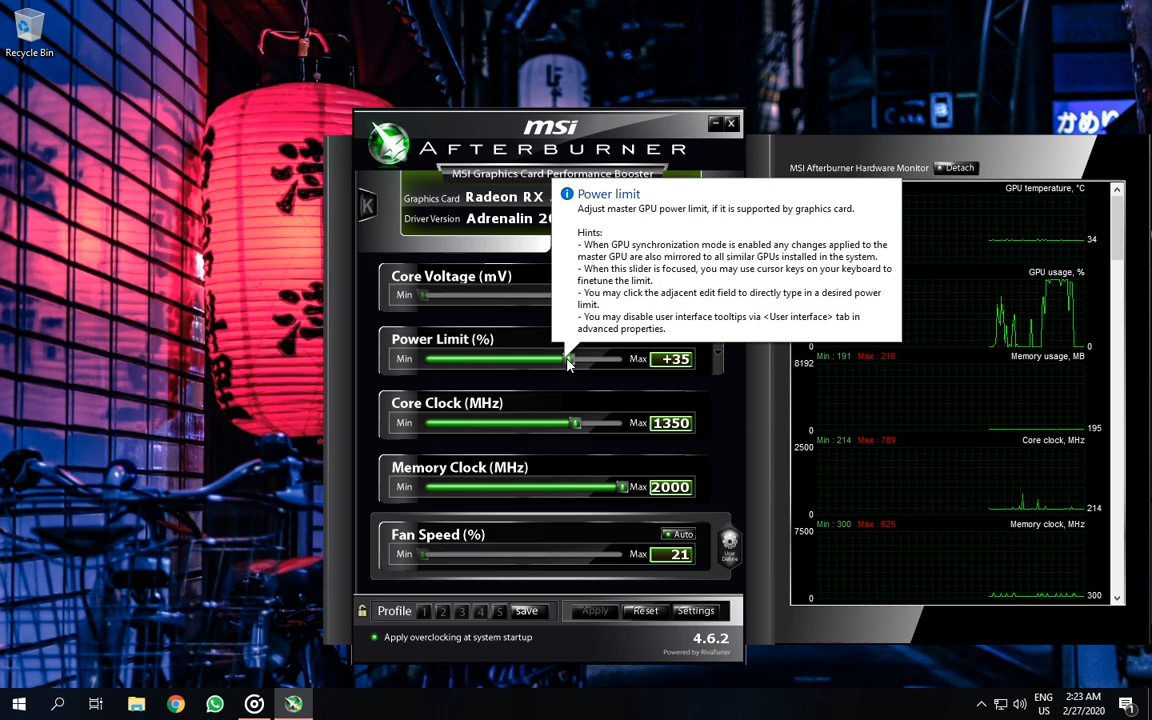 Recycle Bin
msi
AFTERBURNER
MSI Graphics Card Performance Booster
K
Graphics Card Radeon RX
Driver Version Adrenalin 20
Power limit
Adjust master GPU power limit, if it is supported by graphics card.
Hints:
- When GPU synchronization mode is enabled any changes applied to the
master GPU are also mirrored to all similar GPUs installed in the system.
- When this slider is focused, you may use cursor keys on your keyboard to
finetune the limit.
- You may click the adjacent edit field to directly type in a desired power
limit.
- You may disable user interface tooltips via <User interface> tab in
advanced properties.
Core Voltage (mV)
Min
Power Limit (%)
Min Max +35
Core Clock (MHz)
Min Max 1350
Memory Clock (MHz)
Min Max 2000
Fan Speed (%) Auto
Min Max 21
User Define
Profile 1 2 3 4 5 save Apply Reset Settings
Apply overclocking at system startup 4.6.2
Powered by RivaTuner
かめり
MSI Afterburner Hardware Monitor Detach
GPU temperature, °C
34
GPU usage, %
0 0
Min : 191 Max : 216 Memory usage, MB
8192
0 195
Min : 214 Max : 769 Core clock, MHz
2500
0 214
Min : 300 Max : 625 Memory clock, MHz
7500
0 300
ENG
US
2:23 AM
2/27/2020
1